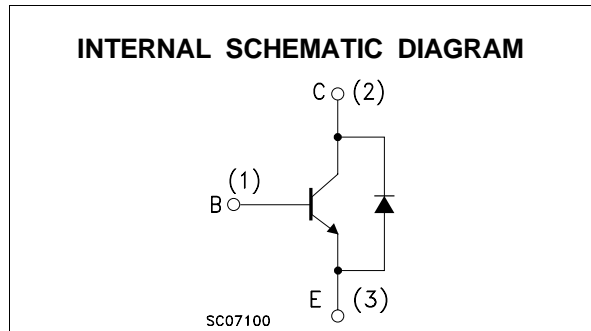 INTERNAL SCHEMATIC DIAGRAM
C (2)
(1)
B
E (3)
SC07100